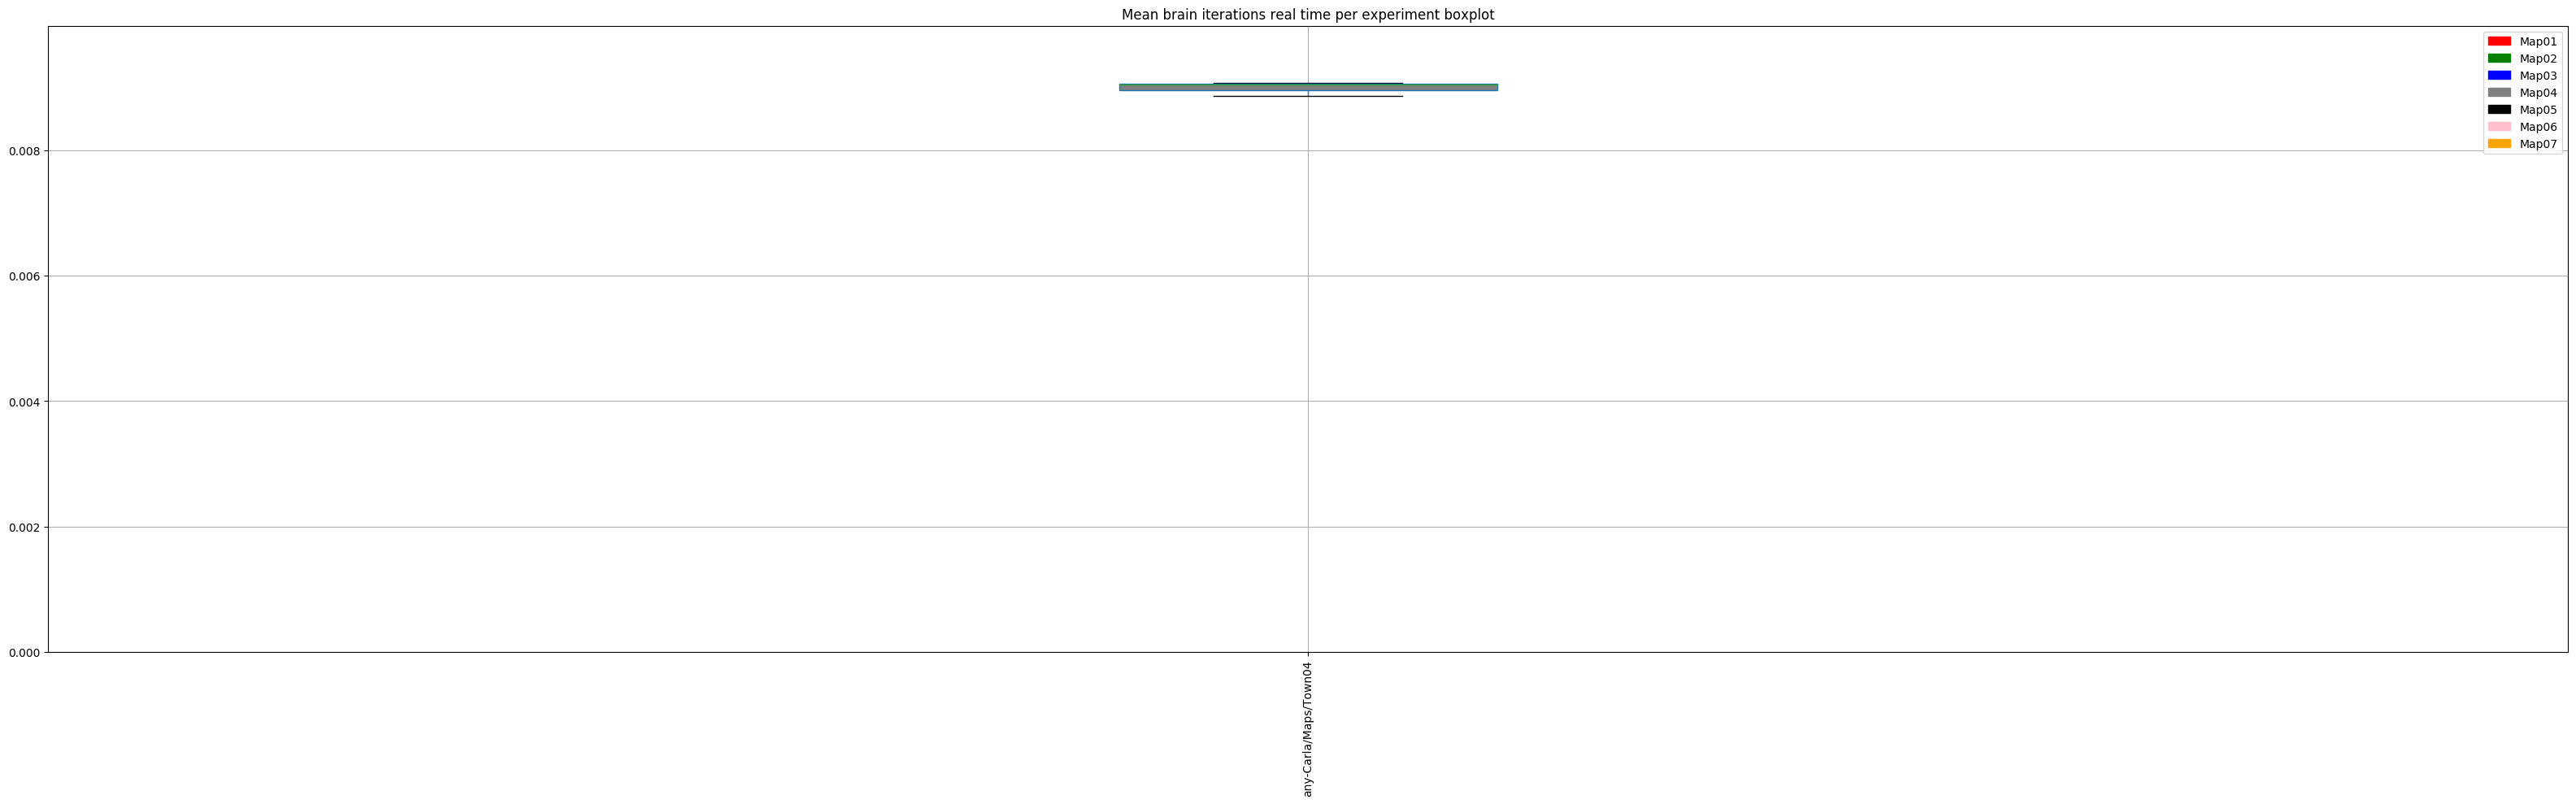 Mean brain iterations real time per experiment boxplot
Map01
Map02
Map03
Map04
Map05
Map06
Map07
0.008
0.006
0.004
0.002
0.000
any-Carla/Maps/Town04